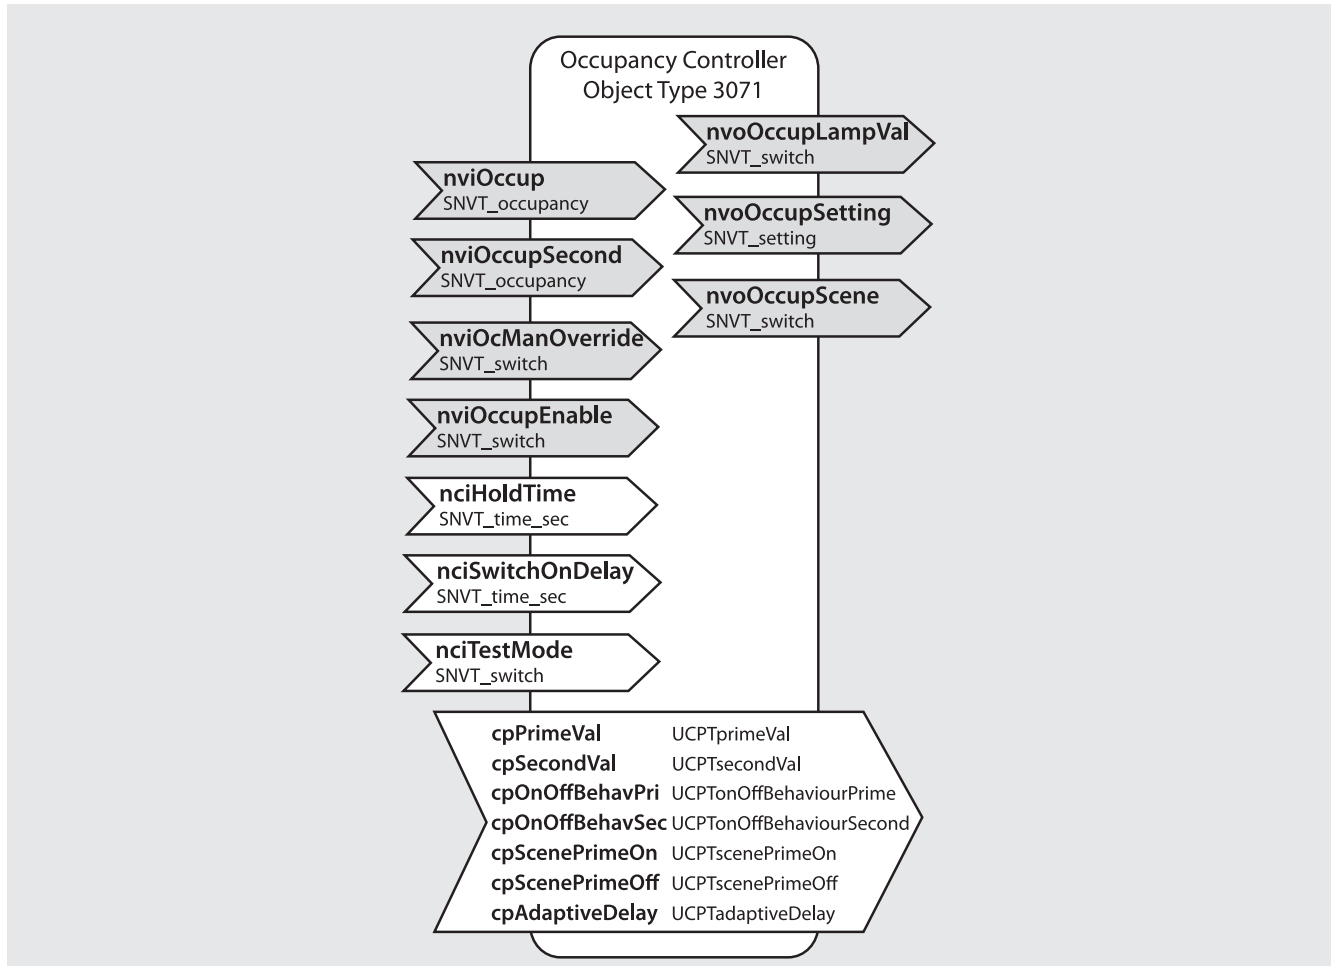 Occupancy Controller
Object Type 3071
nvoOccupLampVal
SNVT_switch
nviOccup
SNVT_occupancy
nvoOccupSetting
SNVT_setting
nviOccupSecond
SNVT_occupancy
nvoOccupScene
SNVT_switch
nviOcManOverride
SNVT_switch
nviOccupEnable
SNVT_switch
nciHoldTime
SNVT_time_sec
nciSwitchOnDelay
SNVT_time_sec
nciTestMode
SNVT_switch
cpPrimeVal UCPTprimeVal
cpSecondVal UCPTsecondVal
cpOnOffBehavPri UCPTonOffBehaviourPrime
cpOnOffBehavSec UCPTonOffBehaviourSecond
cpScenePrimeOn UCPTscenePrimeOn
cpScenePrimeOff UCPTscenePrimeOff
cpAdaptiveDelay UCPTadaptiveDelay